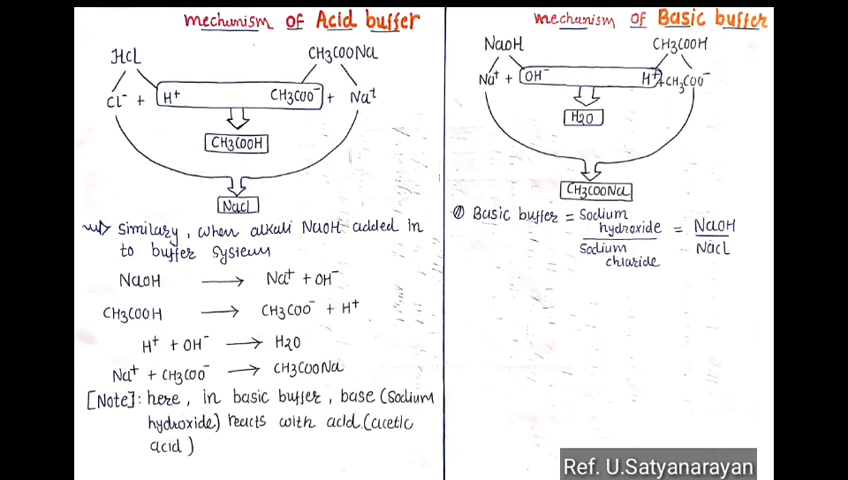 mechanism of Acid buffer
HCL
CH3COONa
Cl⁻ + H⁺
CH3COO⁻ + Na⁺
CH3COOH
Nacl
Similary, when alkali NaOH added in
to buffer system
NaOH → Na⁺ + OH⁻
CH3COOH → CH3COO⁻ + H⁺
H⁺ + OH⁻ → H2O
Na⁺ + CH3COO⁻ → CH3COONa
[Note]: here, in basic buffer, base (Sodium
hydroxide) reacts with acid (acetic
acid)
mechanism of Basic buffer
NaOH
CH3COOH
Na⁺ + OH⁻
H⁺ + CH3COO⁻
H2O
CH3COONa
Basic buffer = Sodium
hydroxide = NaOH
Sodium NaCl
chloride
Ref. U.Satyanarayan